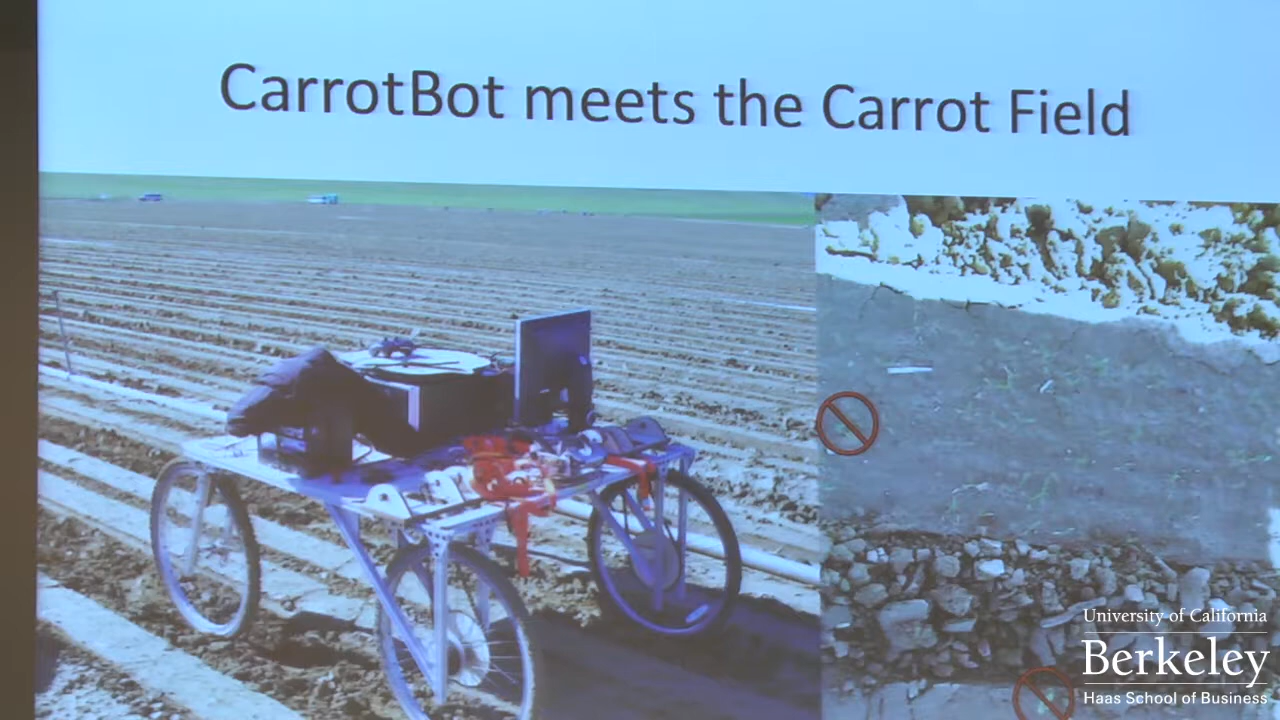 CarrotBot meets the Carrot Field
University of California
Berkeley
Haas School of Business